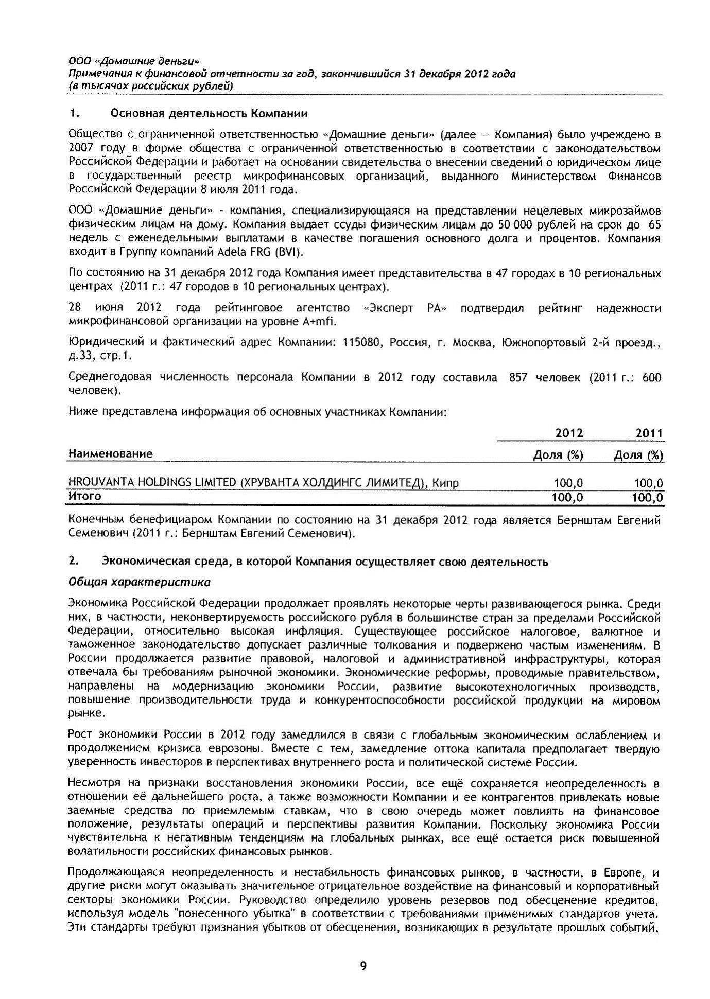 ООО «Домашние деньги»
Примечания к финансовой отчетности за год, закончившийся 31 декабря 2012 года
(в тысячах российских рублей)
1. Основная деятельность Компании
Общество с ограниченной ответственностью «Домашние деньги» (далее — Компания) было учреждено в
2007 году в форме общества с ограниченной ответственностью в соответствии с законодательством
Российской Федерации и работает на основании свидетельства о внесении сведений о юридическом лице
в государственный реестр микрофинансовых организаций, выданного Министерством Финансов
Российской Федерации 8 июля 2011 года.
ООО «Домашние деньги» - компания, специализирующаяся на представлении нецелевых микрозаймов
физическим лицам на дому. Компания выдает ссуды физическим лицам до 50 000 рублей на срок до 65
недель с еженедельными выплатами в качестве погашения основного долга и процентов. Компания
входит в Группу компаний Adela FRG (BVI).
По состоянию на 31 декабря 2012 года Компания имеет представительства в 47 городах в 10 региональных
центрах (2011 г.: 47 городов в 10 региональных центрах).
28 июня 2012 года рейтинговое агентство «Эксперт РА» подтвердил рейтинг надежности
микрофинансовой организации на уровне A+mfi.
Юридический и фактический адрес Компании: 115080, Россия, г. Москва, Южнопортовый 2-й проезд.,
д.33, стр.1.
Среднегодовая численность персонала Компании в 2012 году составила 857 человек (2011 г.: 600
человек).
Ниже представлена информация об основных участниках Компании:
2012 2011
Наименование Доля (%) Доля (%)
HROUVANTA HOLDINGS LIMITED (ХРУВАНТА ХОЛДИНГС ЛИМИТЕД), Кипр 100,0 100,0
Итого 100,0 100,0
Конечным бенефициаром Компании по состоянию на 31 декабря 2012 года является Бернштам Евгений
Семенович (2011 г.: Бернштам Евгений Семенович).
2. Экономическая среда, в которой Компания осуществляет свою деятельность
Общая характеристика
Экономика Российской Федерации продолжает проявлять некоторые черты развивающегося рынка. Среди
них, в частности, неконвертируемость российского рубля в большинстве стран за пределами Российской
Федерации, относительно высокая инфляция. Существующее российское налоговое, валютное и
таможенное законодательство допускает различные толкования и подвержено частым изменениям. В
России продолжается развитие правовой, налоговой и административной инфраструктуры, которая
отвечала бы требованиям рыночной экономики. Экономические реформы, проводимые правительством,
направлены на модернизацию экономики России, развитие высокотехнологичных производств,
повышение производительности труда и конкурентоспособности российской продукции на мировом
рынке.
Рост экономики России в 2012 году замедлился в связи с глобальным экономическим ослаблением и
продолжением кризиса еврозоны. Вместе с тем, замедление оттока капитала предполагает твердую
уверенность инвесторов в перспективах внутреннего роста и политической системе России.
Несмотря на признаки восстановления экономики России, все ещё сохраняется неопределенность в
отношении её дальнейшего роста, а также возможности Компании и ее контрагентов привлекать новые
заемные средства по приемлемым ставкам, что в свою очередь может повлиять на финансовое
положение, результаты операций и перспективы развития Компании. Поскольку экономика России
чувствительна к негативным тенденциям на глобальных рынках, все ещё остается риск повышенной
волатильности российских финансовых рынков.
Продолжающаяся неопределенность и нестабильность финансовых рынков, в частности, в Европе, и
другие риски могут оказывать значительное отрицательное воздействие на финансовый и корпоративный
секторы экономики России. Руководство определило уровень резервов под обесценение кредитов,
используя модель "понесенного убытка" в соответствии с требованиями применимых стандартов учета.
Эти стандарты требуют признания убытков от обесценения, возникающих в результате прошлых событий,
9